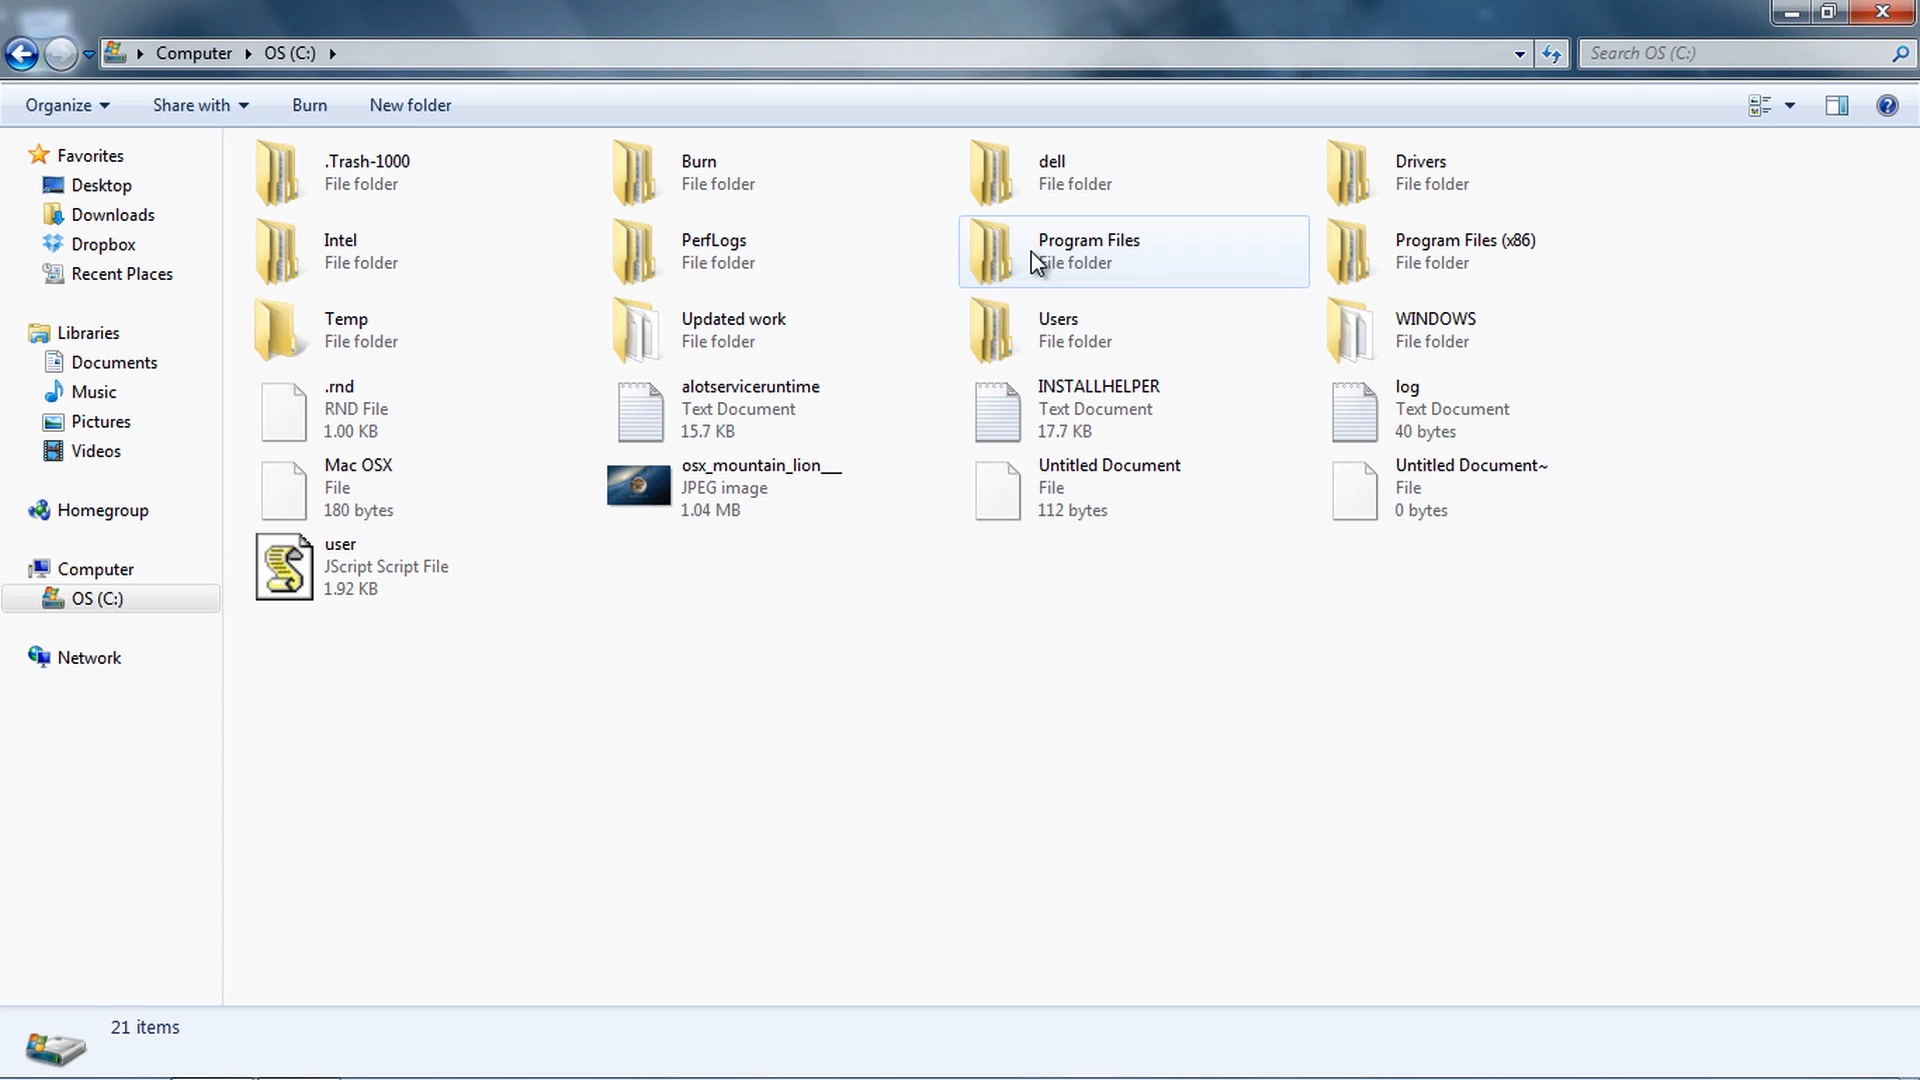 Computer OS (C:)
Search OS (C:)
Organize Share with Burn New folder
Favorites
Desktop
Downloads
Dropbox
Recent Places
Libraries
Documents
Music
Pictures
Videos
Homegroup
Computer
OS (C:)
Network
.Trash-1000
File folder
Burn
File folder
dell
File folder
Drivers
File folder
Intel
File folder
PerfLogs
File folder
Program Files
File folder
Program Files (x86)
File folder
Temp
File folder
Updated work
File folder
Users
File folder
WINDOWS
File folder
.rnd
RND File
1.00 KB
alotserviceruntime
Text Document
15.7 KB
INSTALLHELPER
Text Document
17.7 KB
log
Text Document
40 bytes
Mac OSX
File
180 bytes
osx_mountain_lion___
JPEG image
1.04 MB
Untitled Document
File
112 bytes
Untitled Document~
File
0 bytes
user
JScript Script File
1.92 KB
21 items